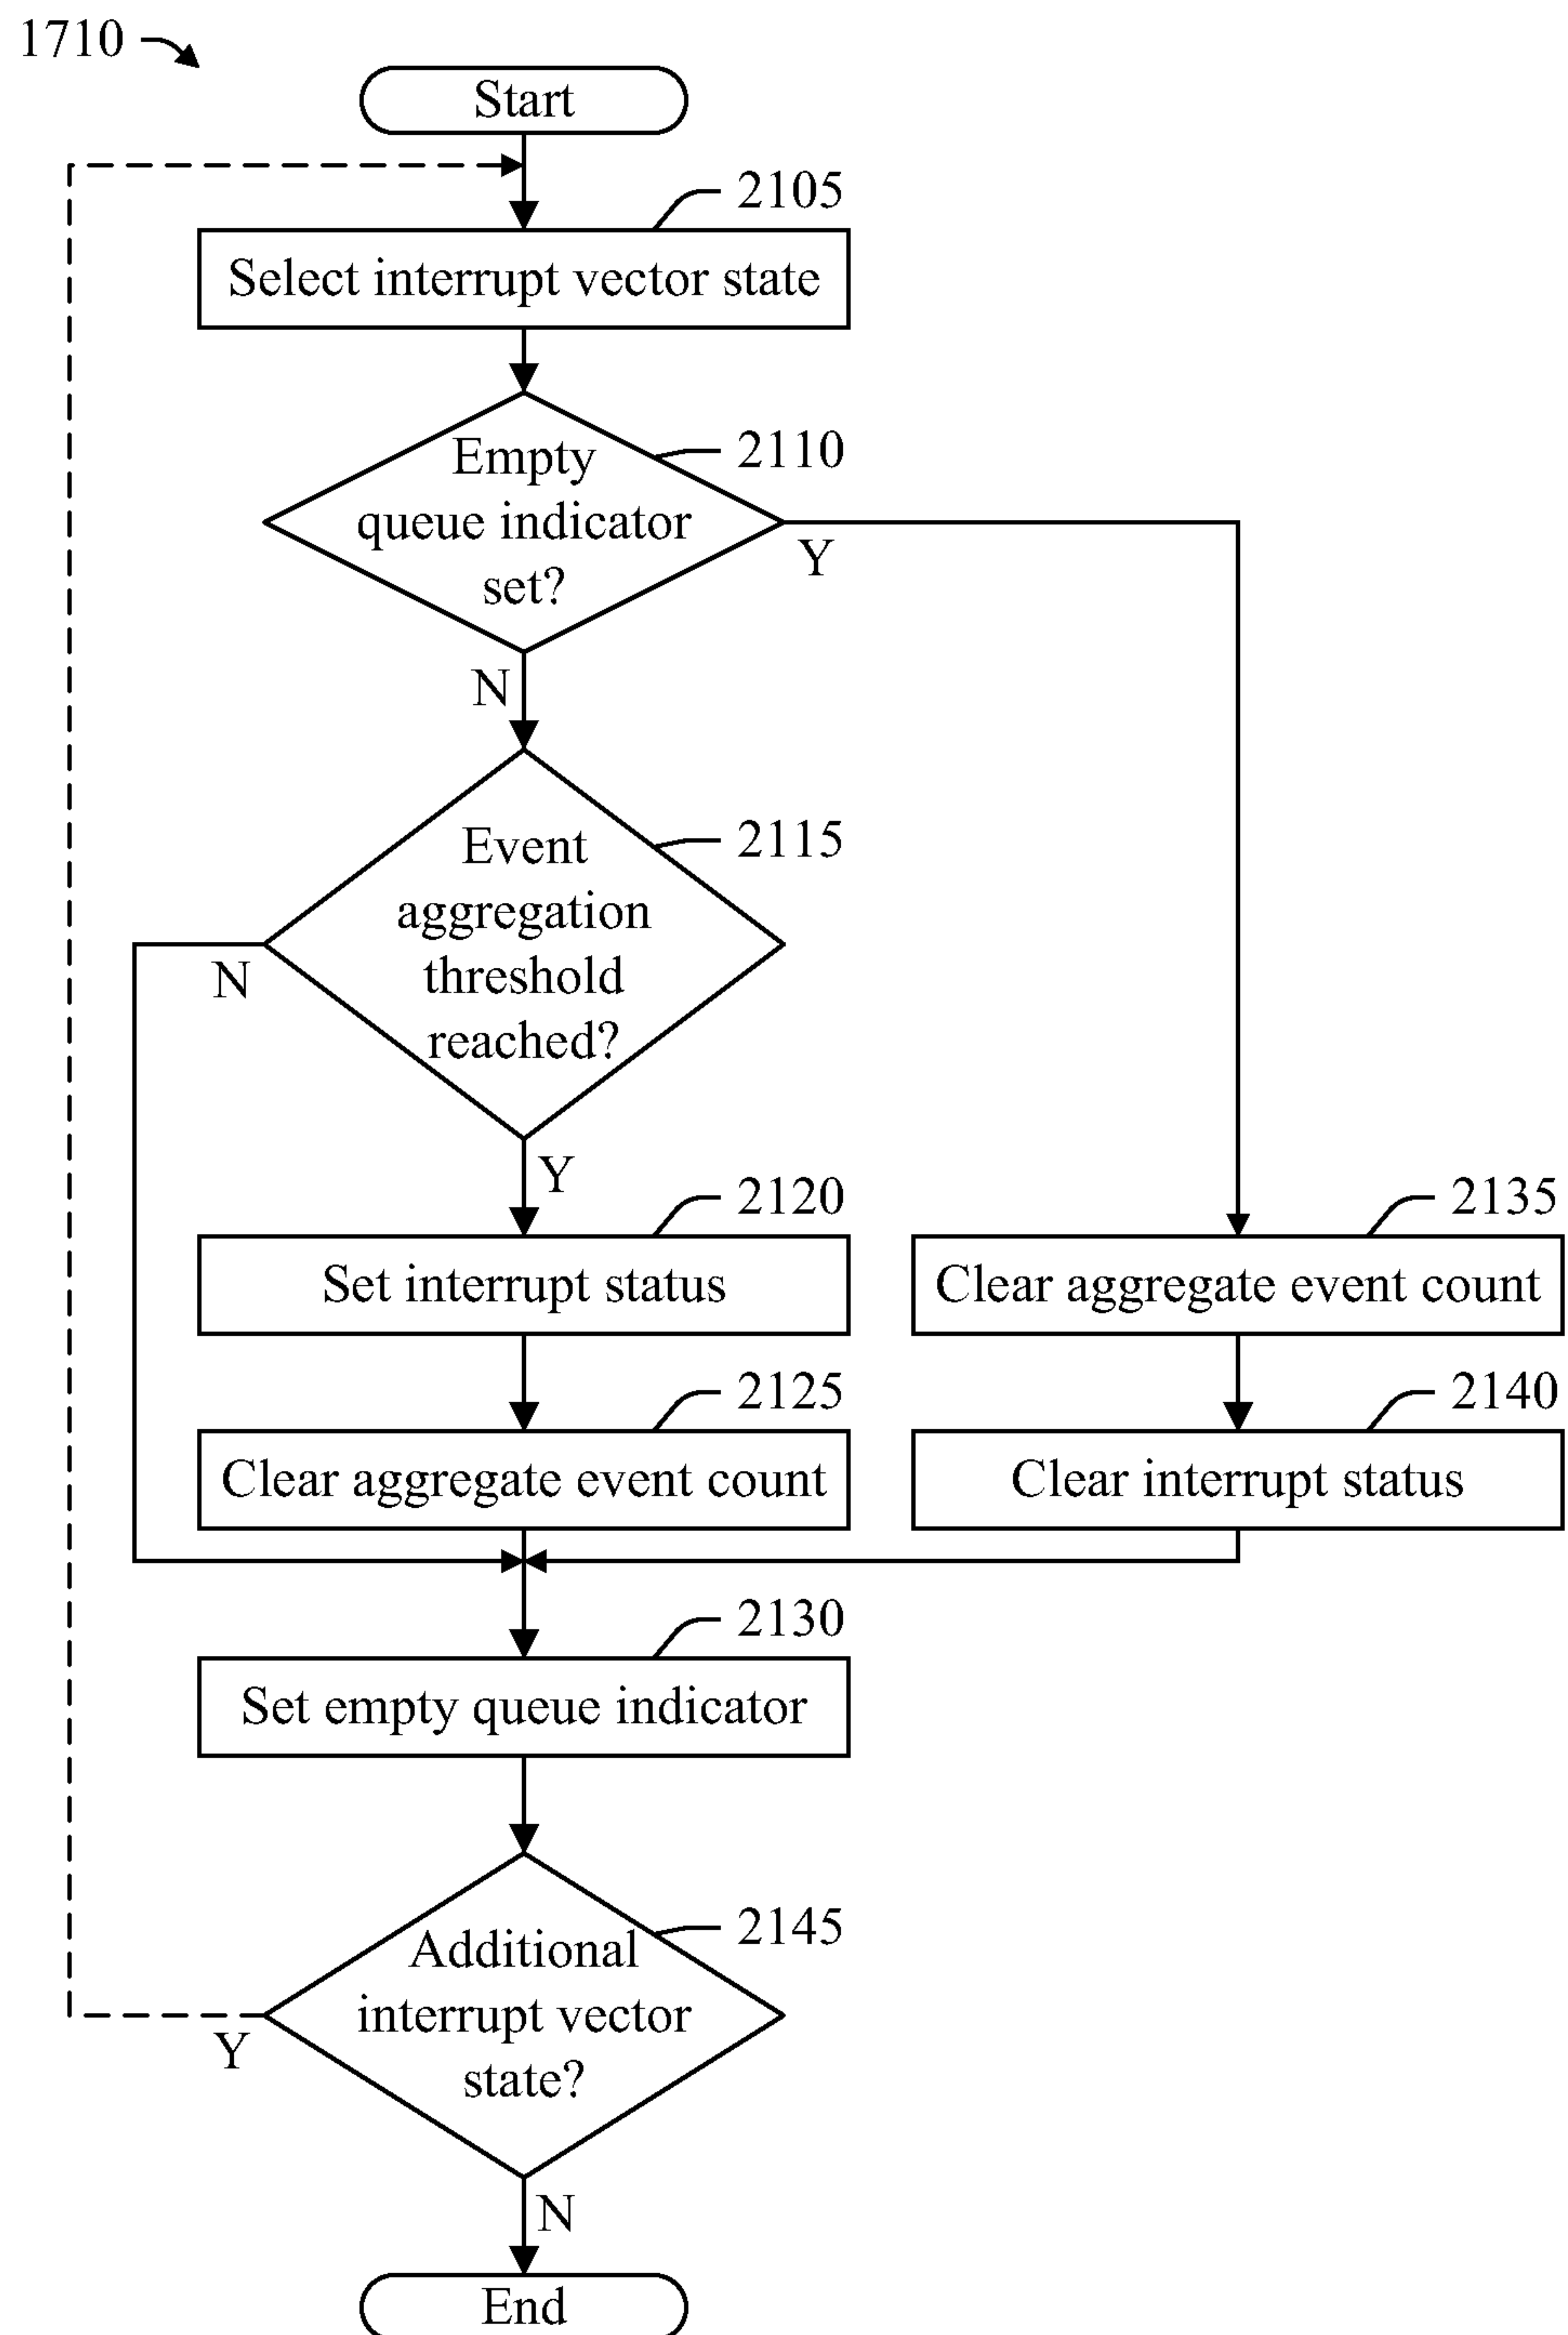 1710
Start
2105
Select interrupt vector state
2110
Empty
queue indicator
set?
Y
N
2115
Event
aggregation
threshold
reached?
N
Y
2120
Set interrupt status
2135
Clear aggregate event count
2125
Clear aggregate event count
2140
Clear interrupt status
2130
Set empty queue indicator
2145
Additional
interrupt vector
state?
Y
N
End